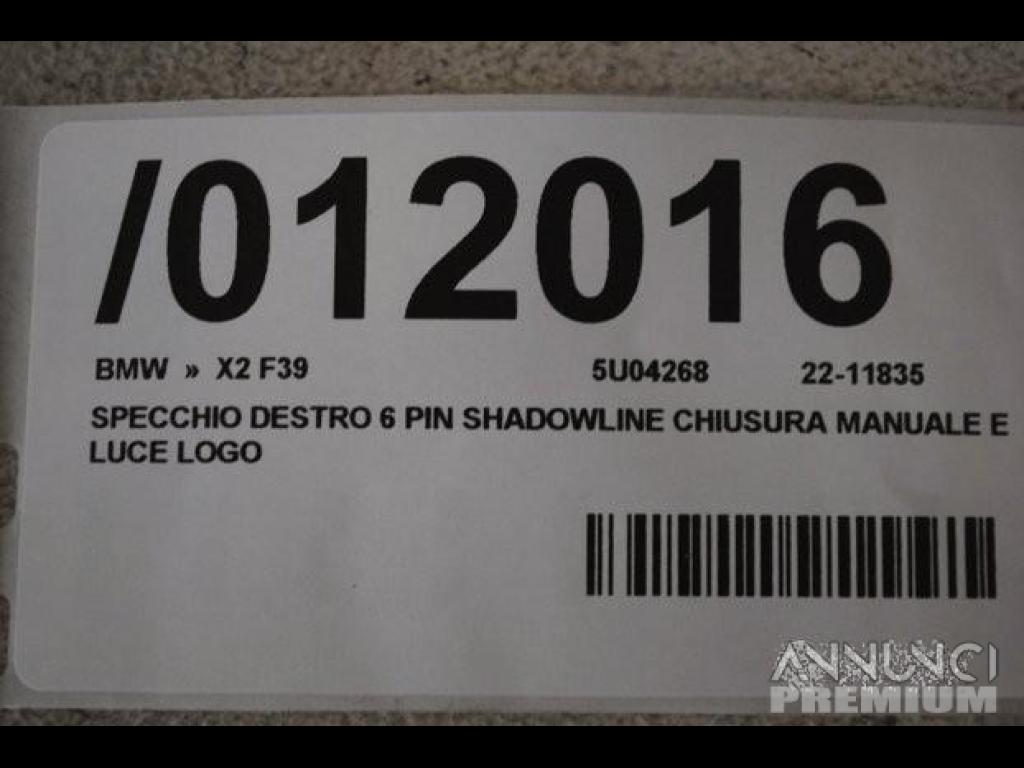 /012016
BMW » X2 F39 5U04268 22-11835
SPECCHIO DESTRO 6 PIN SHADOWLINE CHIUSURA MANUALE E
LUCE LOGO
ANNUNCI
PREMIUM